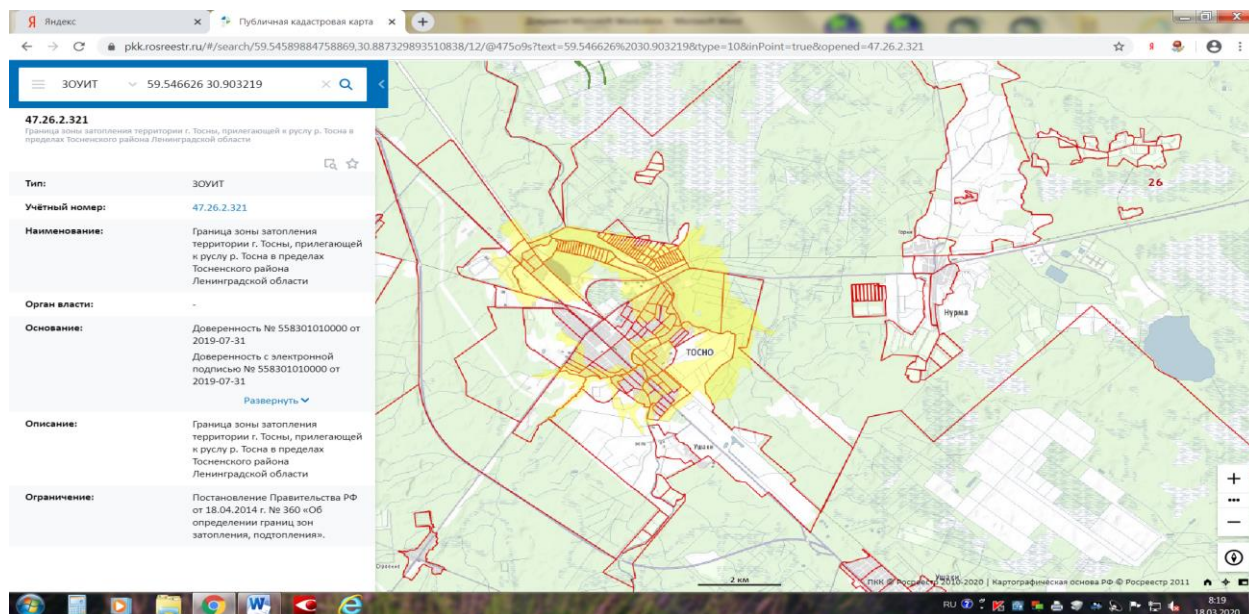 Яндекс
Публичная кадастровая карта
pkk.rosreestr.ru/#/search/59.54589884758869,30.887329893510838/12/@475o9s?text=59.546626%2030.903219&type=10&inPoint=true&opened=47.26.2.321
ЗОУИТ
59.546626 30.903219
47.26.2.321
Граница зоны затопления территории г. Тосны, прилегающей к руслу р. Тосна в
пределах Тосненского района Ленинградской области
Тип:
ЗОУИТ
Учётный номер:
47.26.2.321
Наименование:
Граница зоны затопления
территории г. Тосны, прилегающей
к руслу р. Тосна в пределах
Тосненского района
Ленинградской области
Орган власти:
-
Основание:
Доверенность № 558301010000 от
2019-07-31
Доверенность с электронной
подписью № 558301010000 от
2019-07-31
Развернуть
Описание:
Граница зоны затопления
территории г. Тосны, прилегающей
к руслу р. Тосна в пределах
Тосненского района
Ленинградской области
Ограничение:
Постановление Правительства РФ
от 18.04.2014 г. № 360 «Об
определении границ зон
затопления, подтопления».
26
Нурма
ТОСНО
Ушаки
2 км
Ушаки
ПКК © Росреестр 2010-2020 | Картографическая основа РФ © Росреестр 2011
RU
8:19
18.03.2020